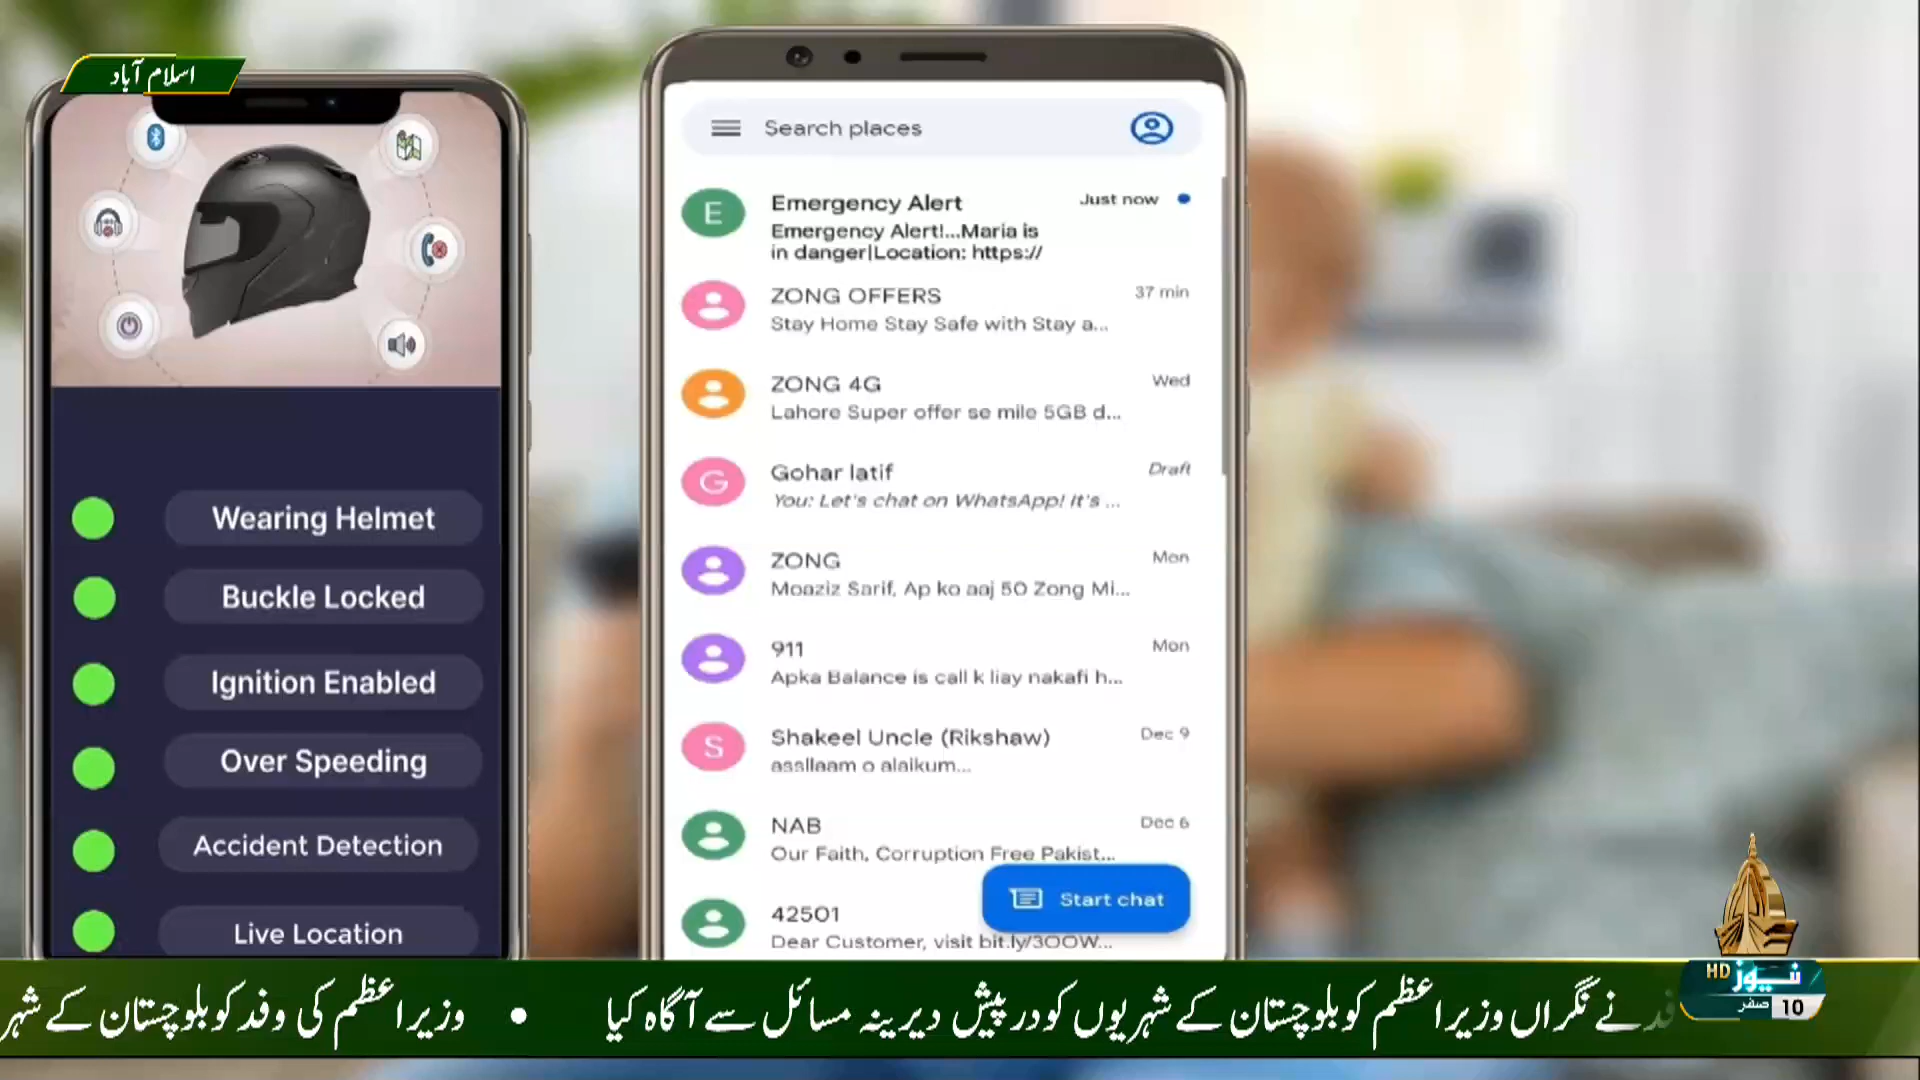 اسلام آباد
Wearing Helmet
Buckle Locked
Ignition Enabled
Over Speeding
Accident Detection
Live Location
Search places
E
Emergency Alert
Just now
Emergency Alert!...Maria is
in danger|Location: https://
ZONG OFFERS
37 min
Stay Home Stay Safe with Stay a...
ZONG 4G
Wed
Lahore Super offer se mile 5GB d...
G
Gohar latif
Draft
You: Let's chat on WhatsApp! It's ...
ZONG
Mon
Moaziz Sarif, Ap ko aaj 50 Zong Mi...
911
Mon
Apka Balance is call k liay nakafi h...
S
Shakeel Uncle (Rikshaw)
Dec 9
assllaam o alaikum...
NAB
Dec 6
Our Faith, Corruption Free Pakist...
42501
Dear Customer, visit bit.ly/3OOW...
Start chat
HD نیوز
10 صفر
فد نے نگراں وزیراعظم کو بلوچستان کے شہریوں کو درپیش دیرینہ مسائل سے آگاہ کیا • وزیراعظم کی وفد کو بلوچستان کے شہر